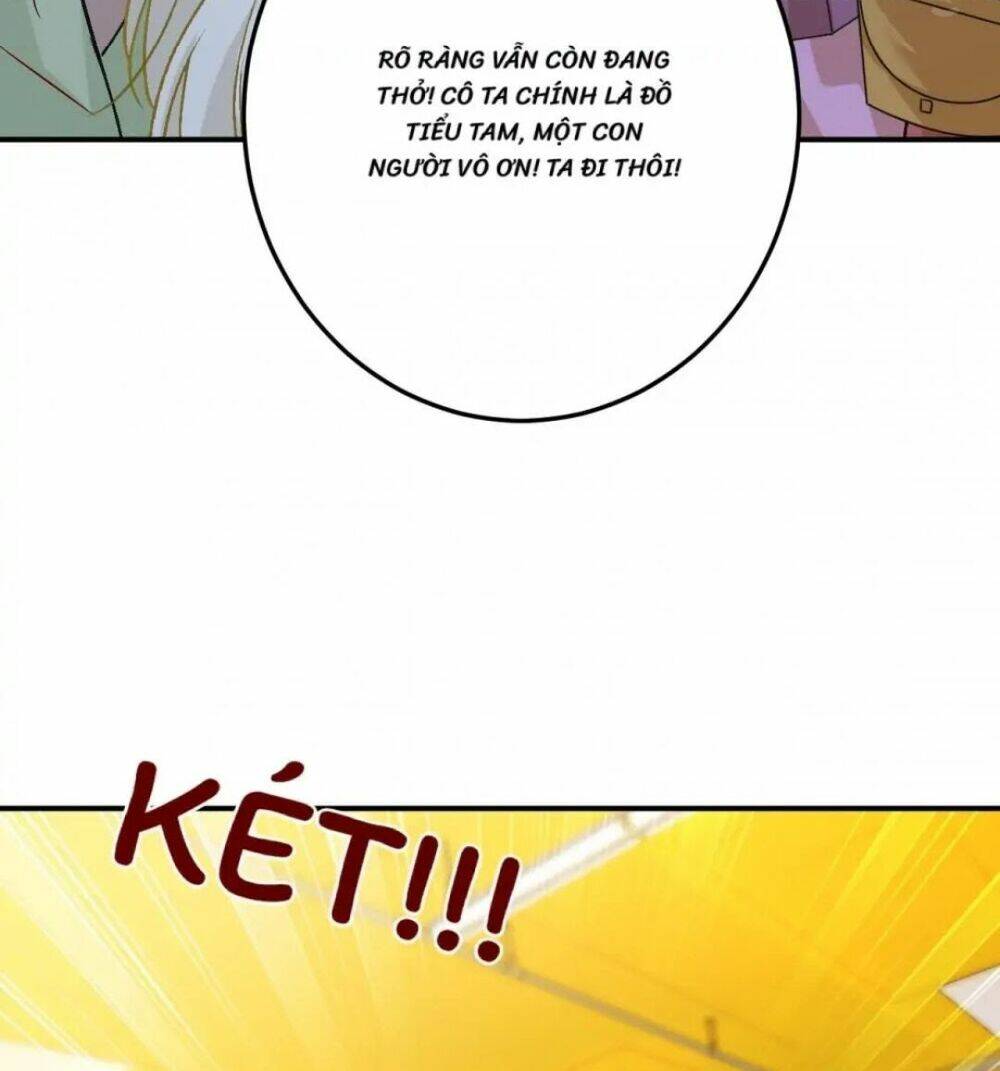 RÕ RÀNG VẪN CÒN ĐANG
THỞ! CÔ TA CHÍNH LÀ ĐỒ
TIỂU TAM, MỘT CON
NGƯỜI VÔ ƠN! TA ĐI THÔI!
KÉT!!!